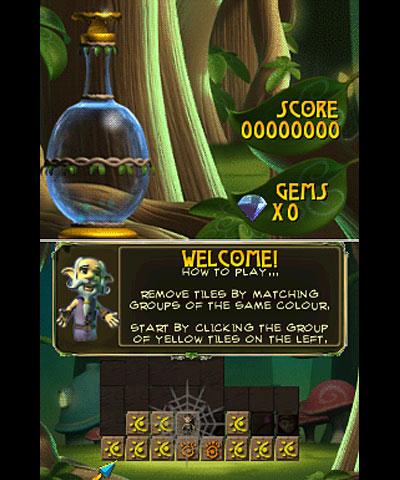 SCORE
00000000
GEMS
X0
WELCOME!
HOW TO PLAY...
REMOVE TILES BY MATCHING
GROUPS OF THE SAME COLOUR.
START BY CLICKING THE GROUP
OF YELLOW TILES ON THE LEFT.